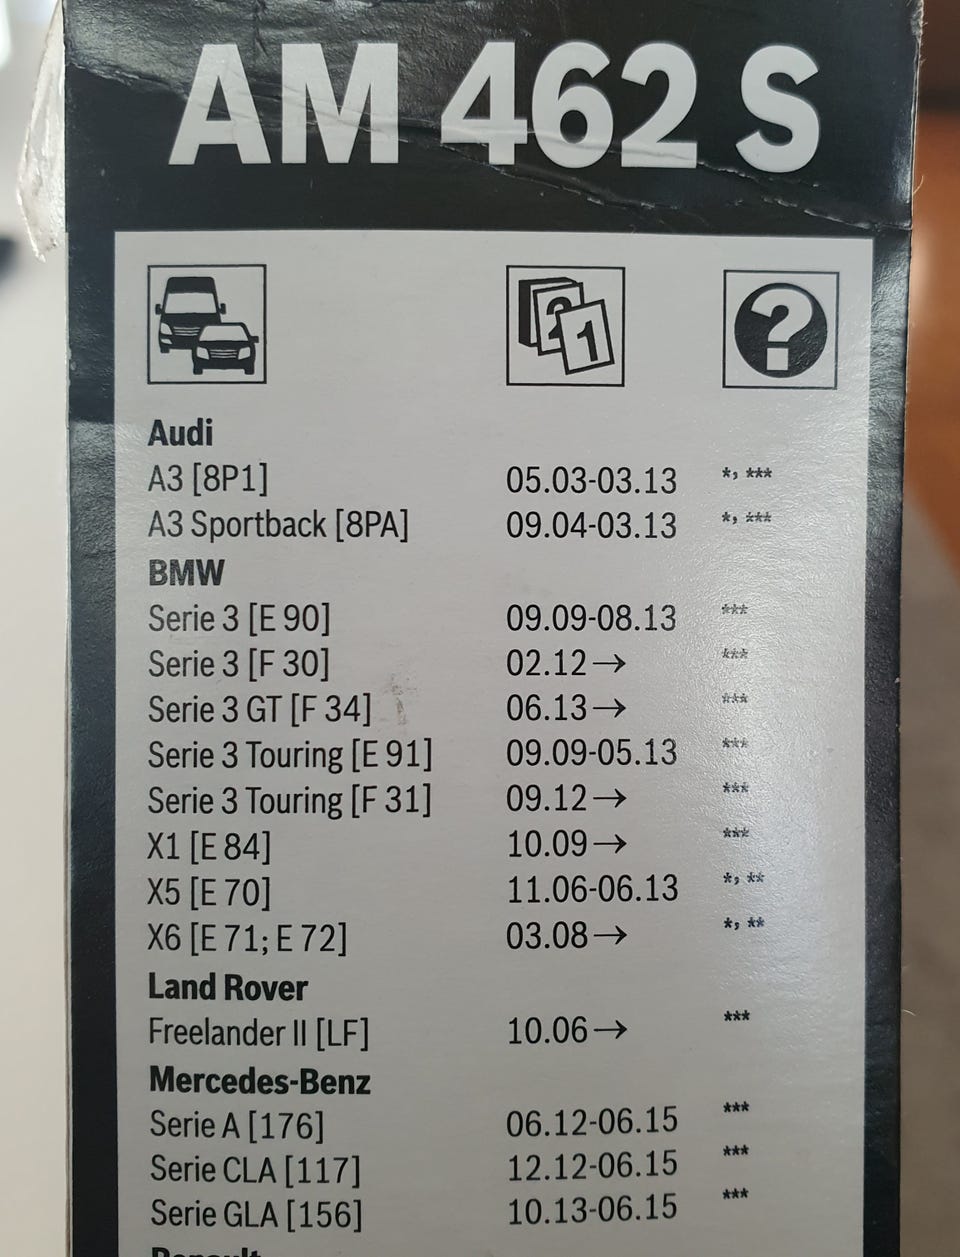 AM 462 S
2 1 ?
Audi
A3 [8P1] 05.03-03.13 *, ***
A3 Sportback [8PA] 09.04-03.13 *, ***
BMW
Serie 3 [E 90] 09.09-08.13 ***
Serie 3 [F 30] 02.12→ ***
Serie 3 GT [F 34] 06.13→ ***
Serie 3 Touring [E 91] 09.09-05.13 ***
Serie 3 Touring [F 31] 09.12→ ***
X1 [E 84] 10.09→ ***
X5 [E 70] 11.06-06.13 *, **
X6 [E 71; E 72] 03.08→ *, **
Land Rover
Freelander II [LF] 10.06→ ***
Mercedes-Benz
Serie A [176] 06.12-06.15 ***
Serie CLA [117] 12.12-06.15 ***
Serie GLA [156] 10.13-06.15 ***
Renault